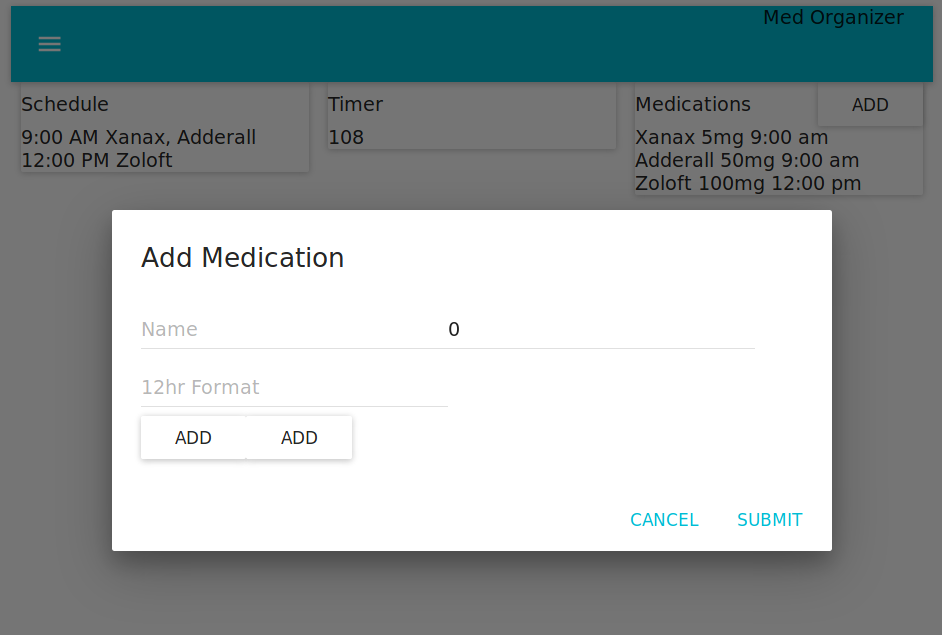 Med Organizer
Schedule
9:00 AM Xanax, Adderall
12:00 PM Zoloft
Timer
108
Medications
ADD
Xanax 5mg 9:00 am
Adderall 50mg 9:00 am
Zoloft 100mg 12:00 pm
Add Medication
Name
0
12hr Format
ADD
ADD
CANCEL
SUBMIT